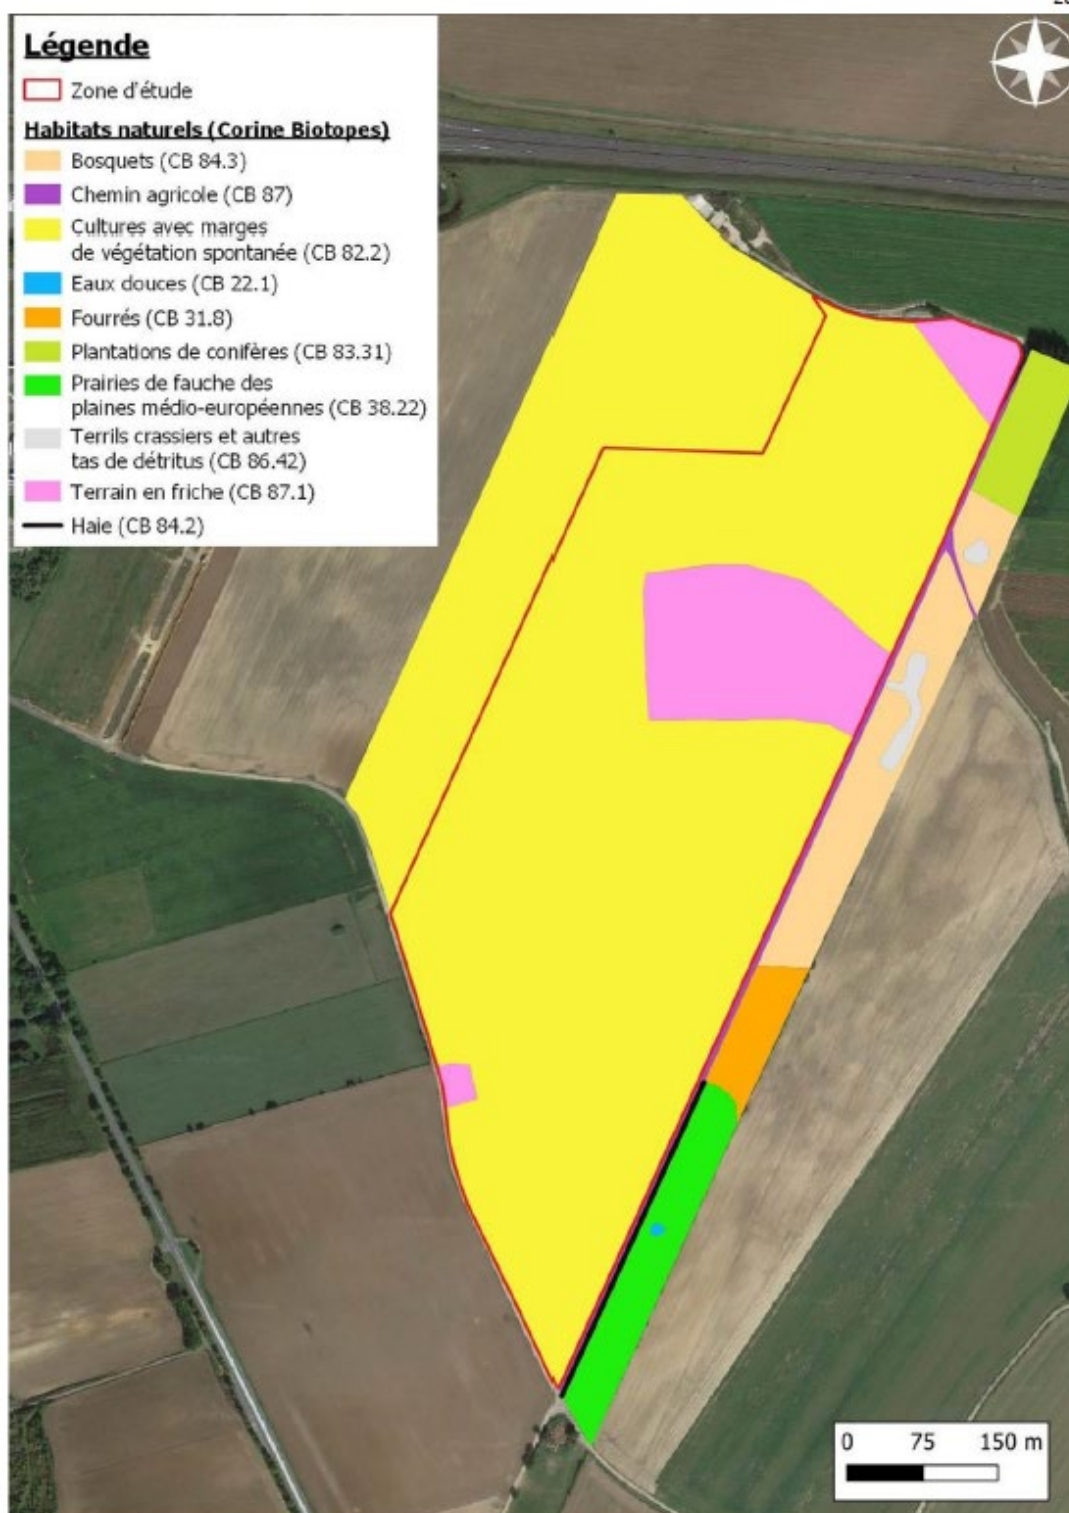 Légende
Zone d'étude
Habitats naturels (Corine Biotopes)
Bosquets (CB 84.3)
Chemin agricole (CB 87)
Cultures avec marges
de végétation spontanée (CB 82.2)
Eaux douces (CB 22.1)
Fourrés (CB 31.8)
Plantations de conifères (CB 83.31)
Prairies de fauche des
plaines médio-européennes (CB 38.22)
Terrils crassiers et autres
tas de détritus (CB 86.42)
Terrain en friche (CB 87.1)
Haie (CB 84.2)
0 75 150 m